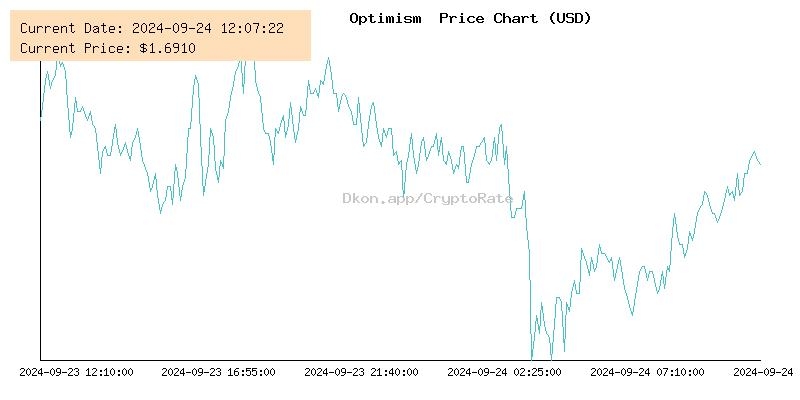 Optimism  Price Chart (USD)
Current Date: 2024-09-24 12:07:22
Current Price: $1.6910
Dkon.app/CryptoRate
2024-09-23 12:10:00 2024-09-23 16:55:00 2024-09-23 21:40:00 2024-09-24 02:25:00 2024-09-24 07:10:00 2024-09-24